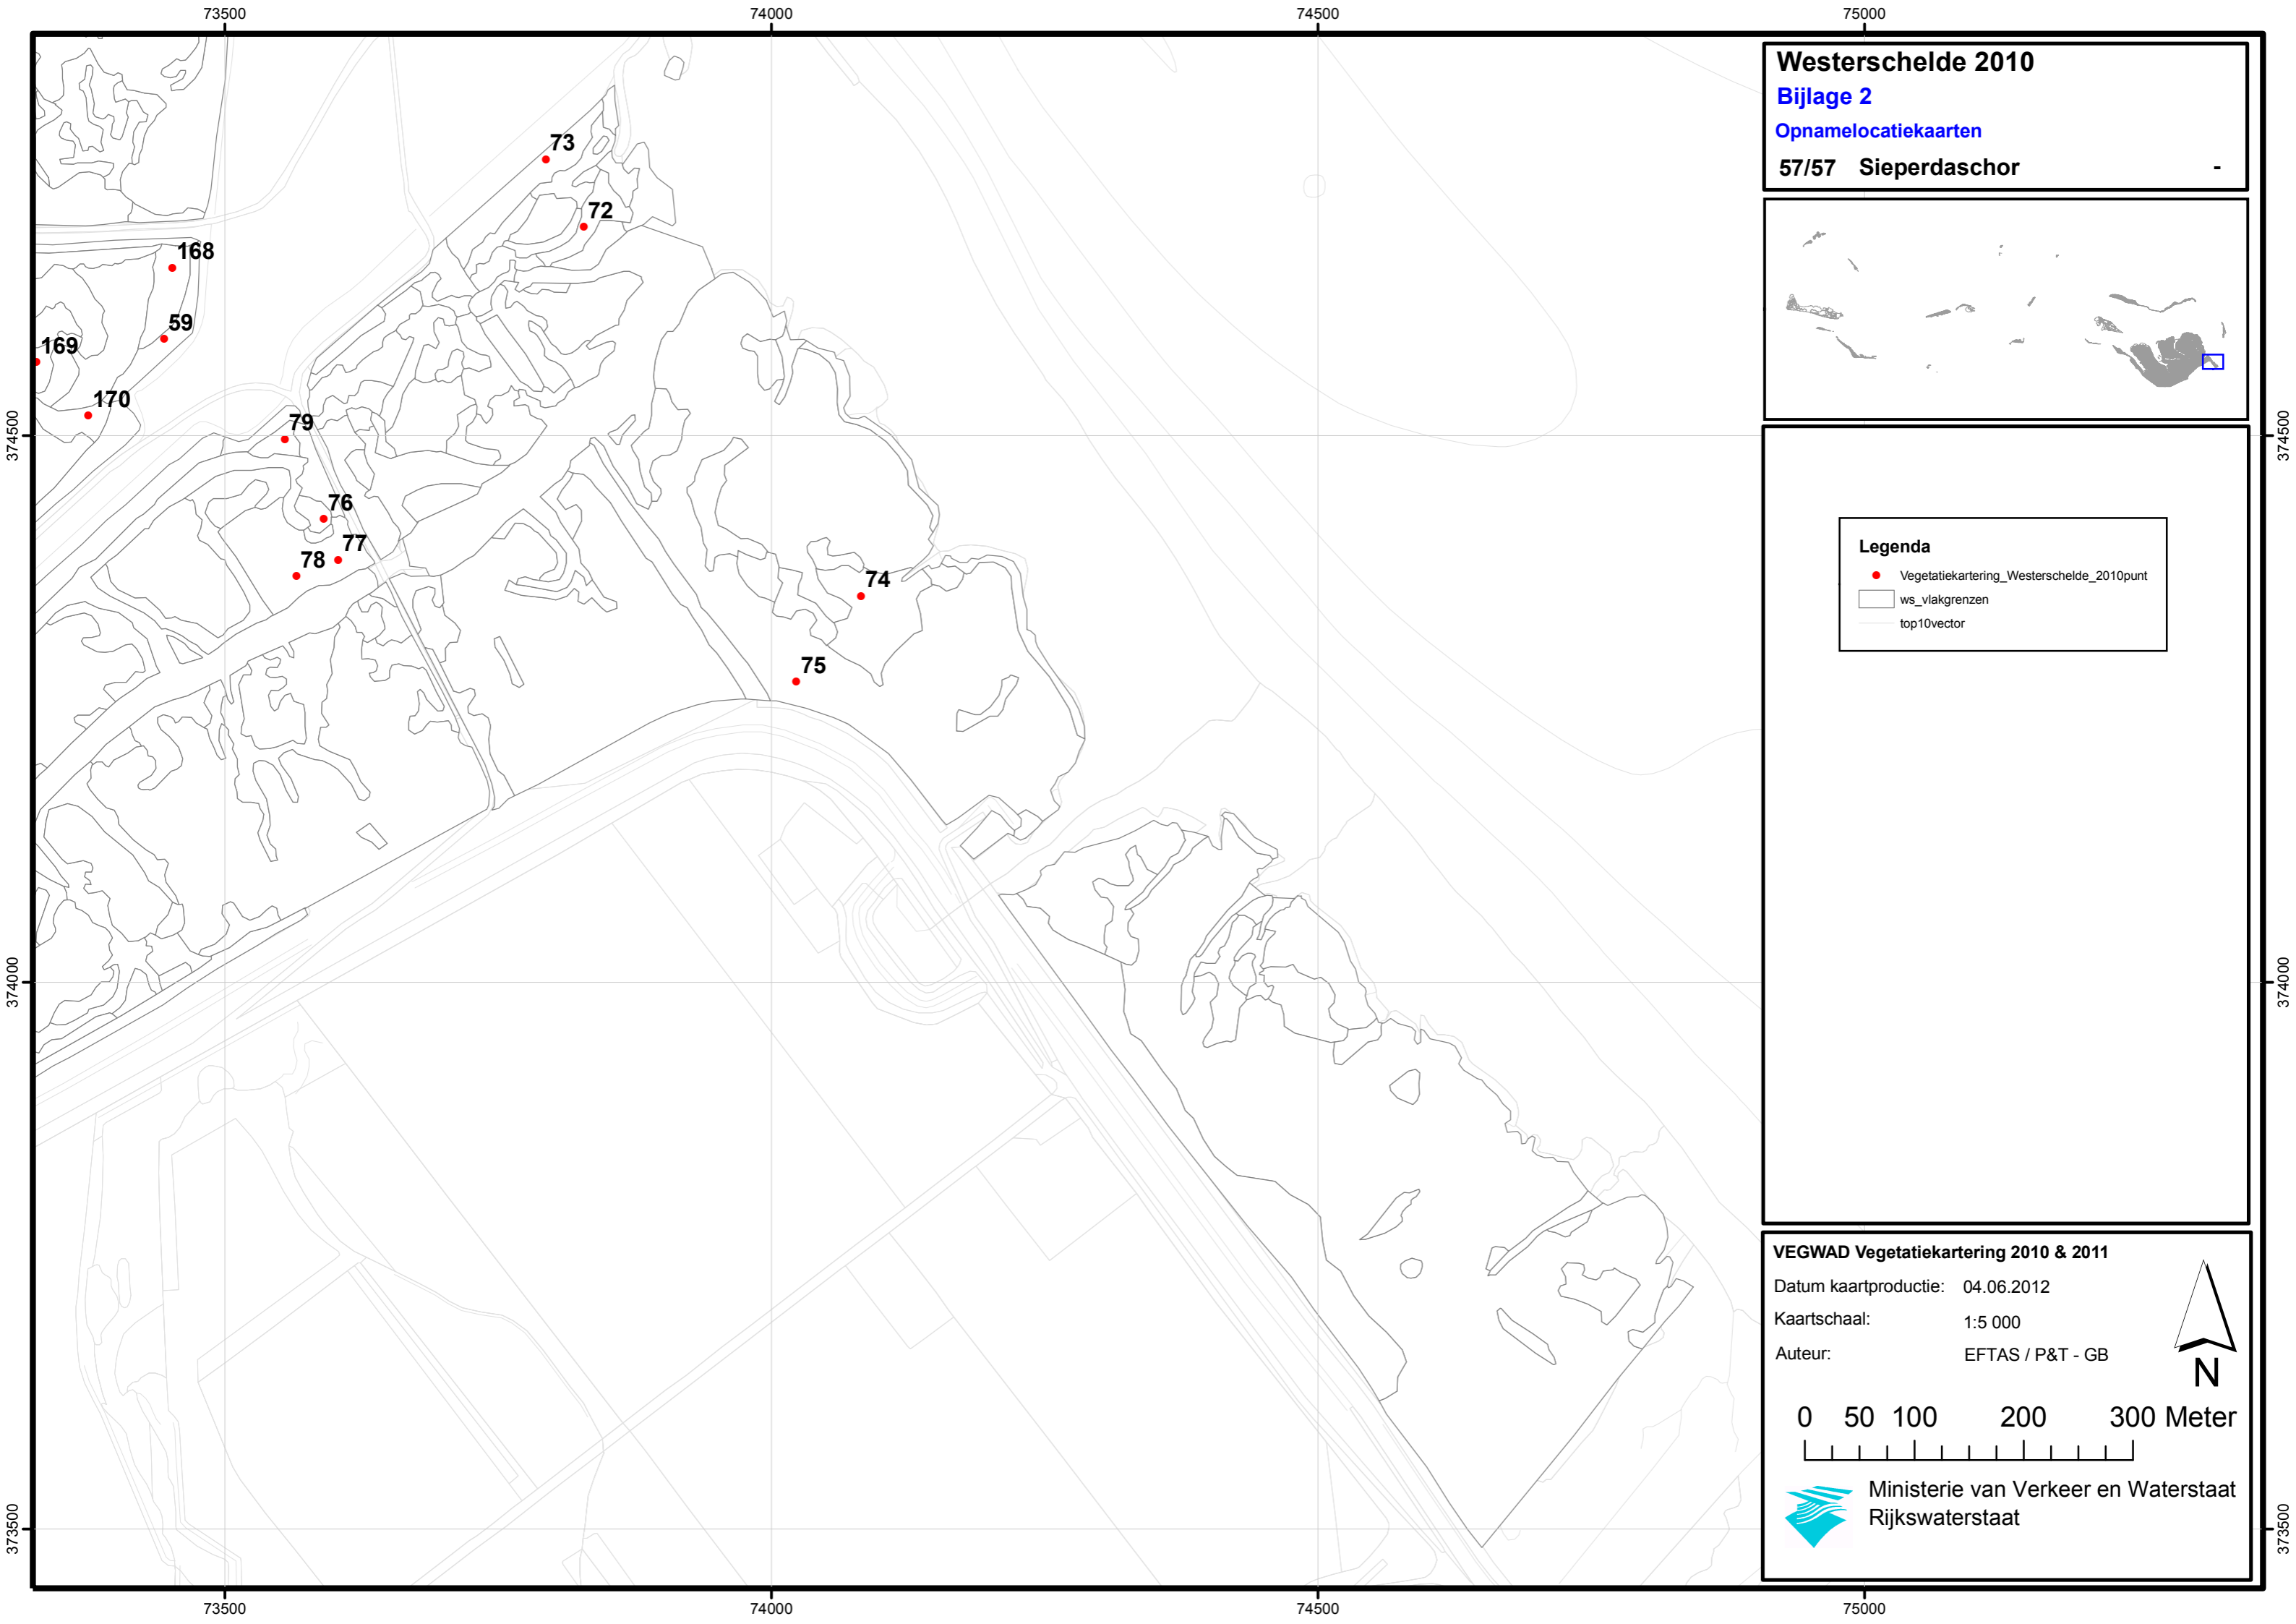 73500 74000 74500 75000
Westerschelde 2010
Bijlage 2
Opnamelocatiekaarten
57/57 Sieperdaschor -
73
72
168
59
169
170
79
76
77
78
74
75
374500 374500
374000 374000
373500 373500
Legenda
Vegetatiekartering_Westerschelde_2010punt
ws_vlakgrenzen
top10vector
VEGWAD Vegetatiekartering 2010 & 2011
Datum kaartproductie: 04.06.2012
Kaartschaal: 1:5 000
Auteur: EFTAS / P&T - GB
N
0 50 100 200 300 Meter
Ministerie van Verkeer en Waterstaat
Rijkswaterstaat
73500 74000 74500 75000